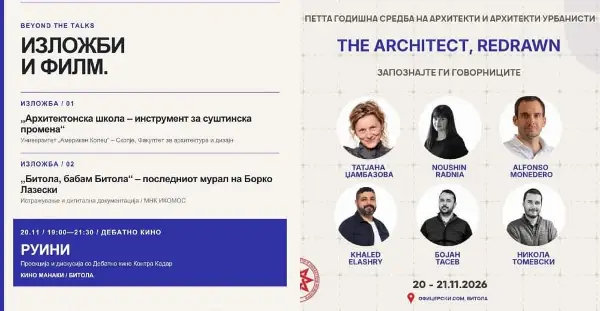 BEYOND THE TALKS
ИЗЛОЖБИ
И ФИЛМ.
ИЗЛОЖБА / 01
„Архитектонска школа – инструмент за суштинска
промена“
Универзитет „Американ Колеџ“ – Скопје, Факултет за архитектура и дизајн
ИЗЛОЖБА / 02
„Битола, бабам Битола“ – последниот мурал на Борко
Лазески
Истражување и дигитална документација / МНК ИКОМОС
20.11 / 19:00—21:30 / ДЕБАТНО КИНО
РУИНИ
Проекција и дискусија со Дебатно кино Контра Кадар
КИНО МАНАКИ / БИТОЛА
ПЕТТА ГОДИШНА СРЕДБА НА АРХИТЕКТИ И АРХИТЕКТИ УРБАНИСТИ
THE ARCHITECT, REDRAWN
ЗАПОЗНАЈТЕ ГИ ГОВОРНИЦИТЕ
ТАТЈАНА
ЏАМБАЗОВА
NOUSHIN
RADNIA
ALFONSO
MONEDERO
KHALED
ELASHRY
БОЈАН
ТАСЕВ
НИКОЛА
ТОМЕВСКИ
20 - 21.11.2026
ОФИЦЕРСКИ ДОМ, БИТОЛА